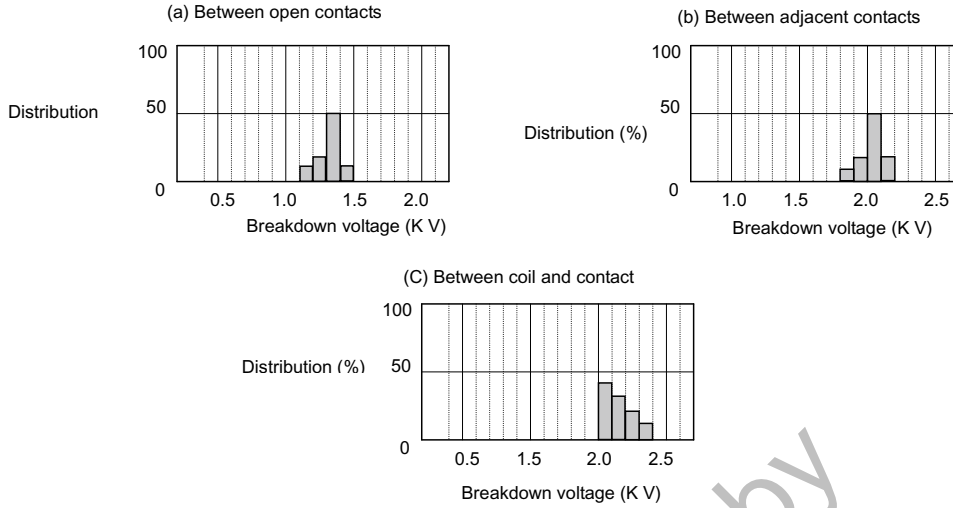 (a) Between open contacts
100
Distribution
50
0
0.5 1.0 1.5 2.0
Breakdown voltage (K V)
(b) Between adjacent contacts
100
50
Distribution (%)
0
1.0 1.5 2.0 2.5
Breakdown voltage (K V)
(C) Between coil and contact
100
Distribution (%)
50
0
0.5 1.5 2.0 2.5
Breakdown voltage (K V)
by